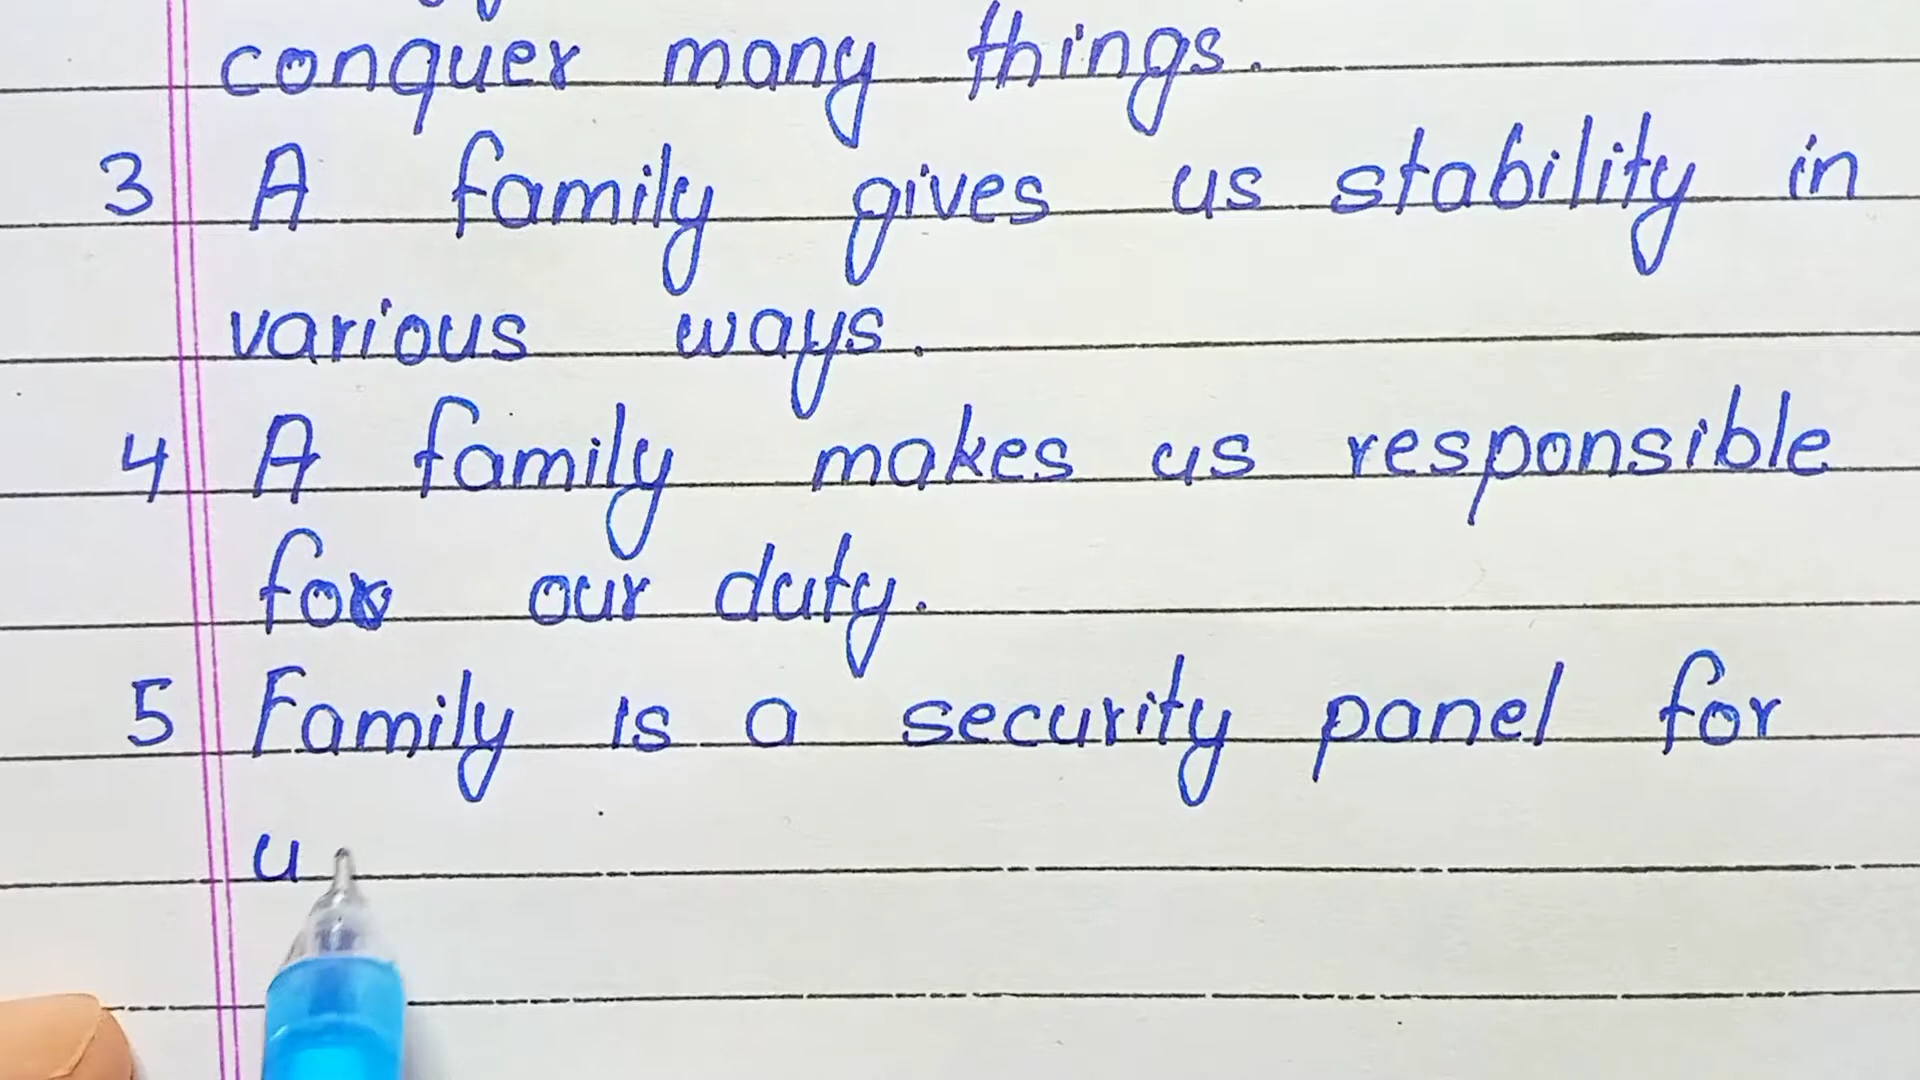 conquer many things.
3 A family gives us stability in
various ways.
4 A family makes us responsible
for our duty.
5 Family is a security panel for
u